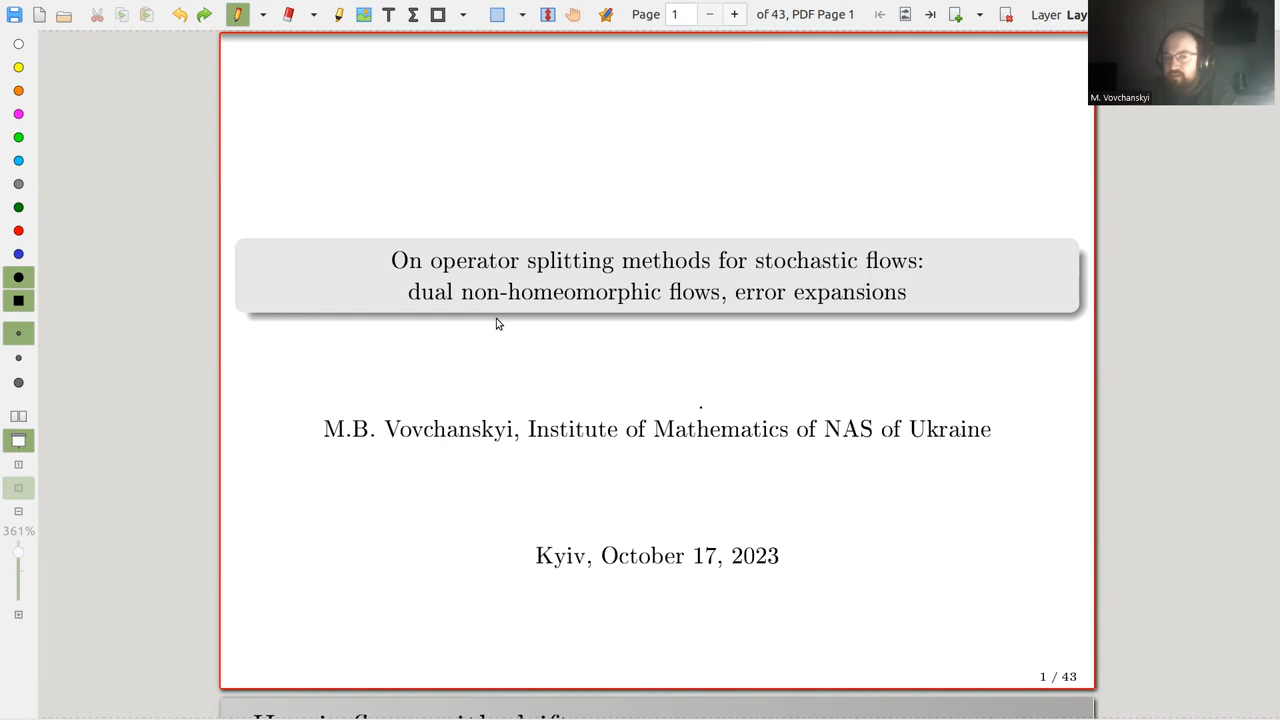 Page 1 of 43, PDF Page 1 Layer Lay
M. Vovchanskyi
On operator splitting methods for stochastic flows:
dual non-homeomorphic flows, error expansions
M.B. Vovchanskyi, Institute of Mathematics of NAS of Ukraine
361%
Kyiv, October 17, 2023
1 / 43